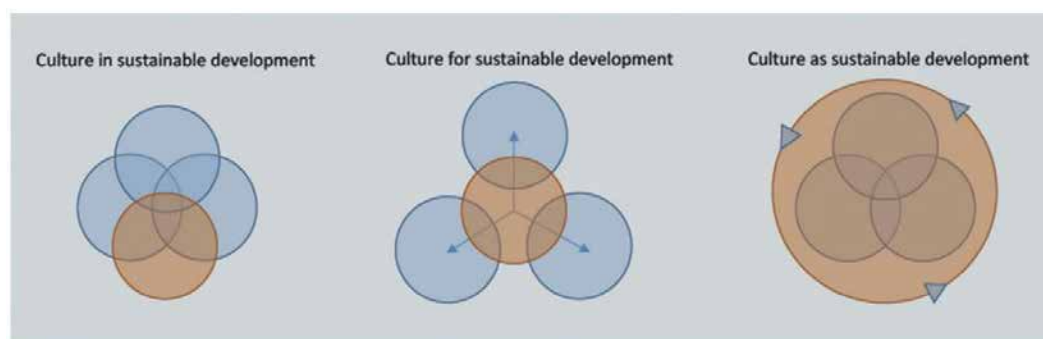 Culture in sustainable development
Culture for sustainable development
Culture as sustainable development